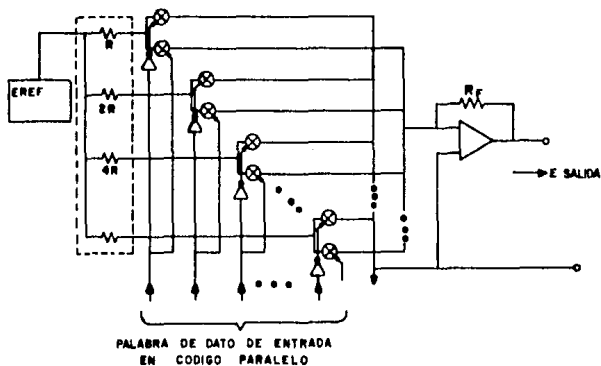 R
EREF
2R
RF
4R
E SALIDA
PALABRA DE DATO DE ENTRADA
EN CODIGO PARALELO